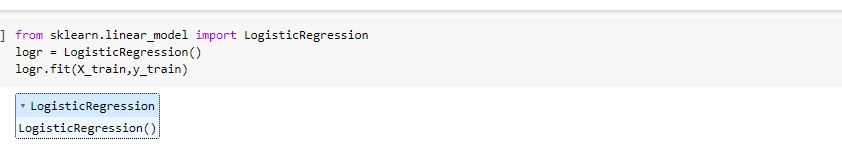 ] from sklearn.linear_model import LogisticRegression
logr = LogisticRegression()
logr.fit(X_train,y_train)
▾ LogisticRegression
LogisticRegression()